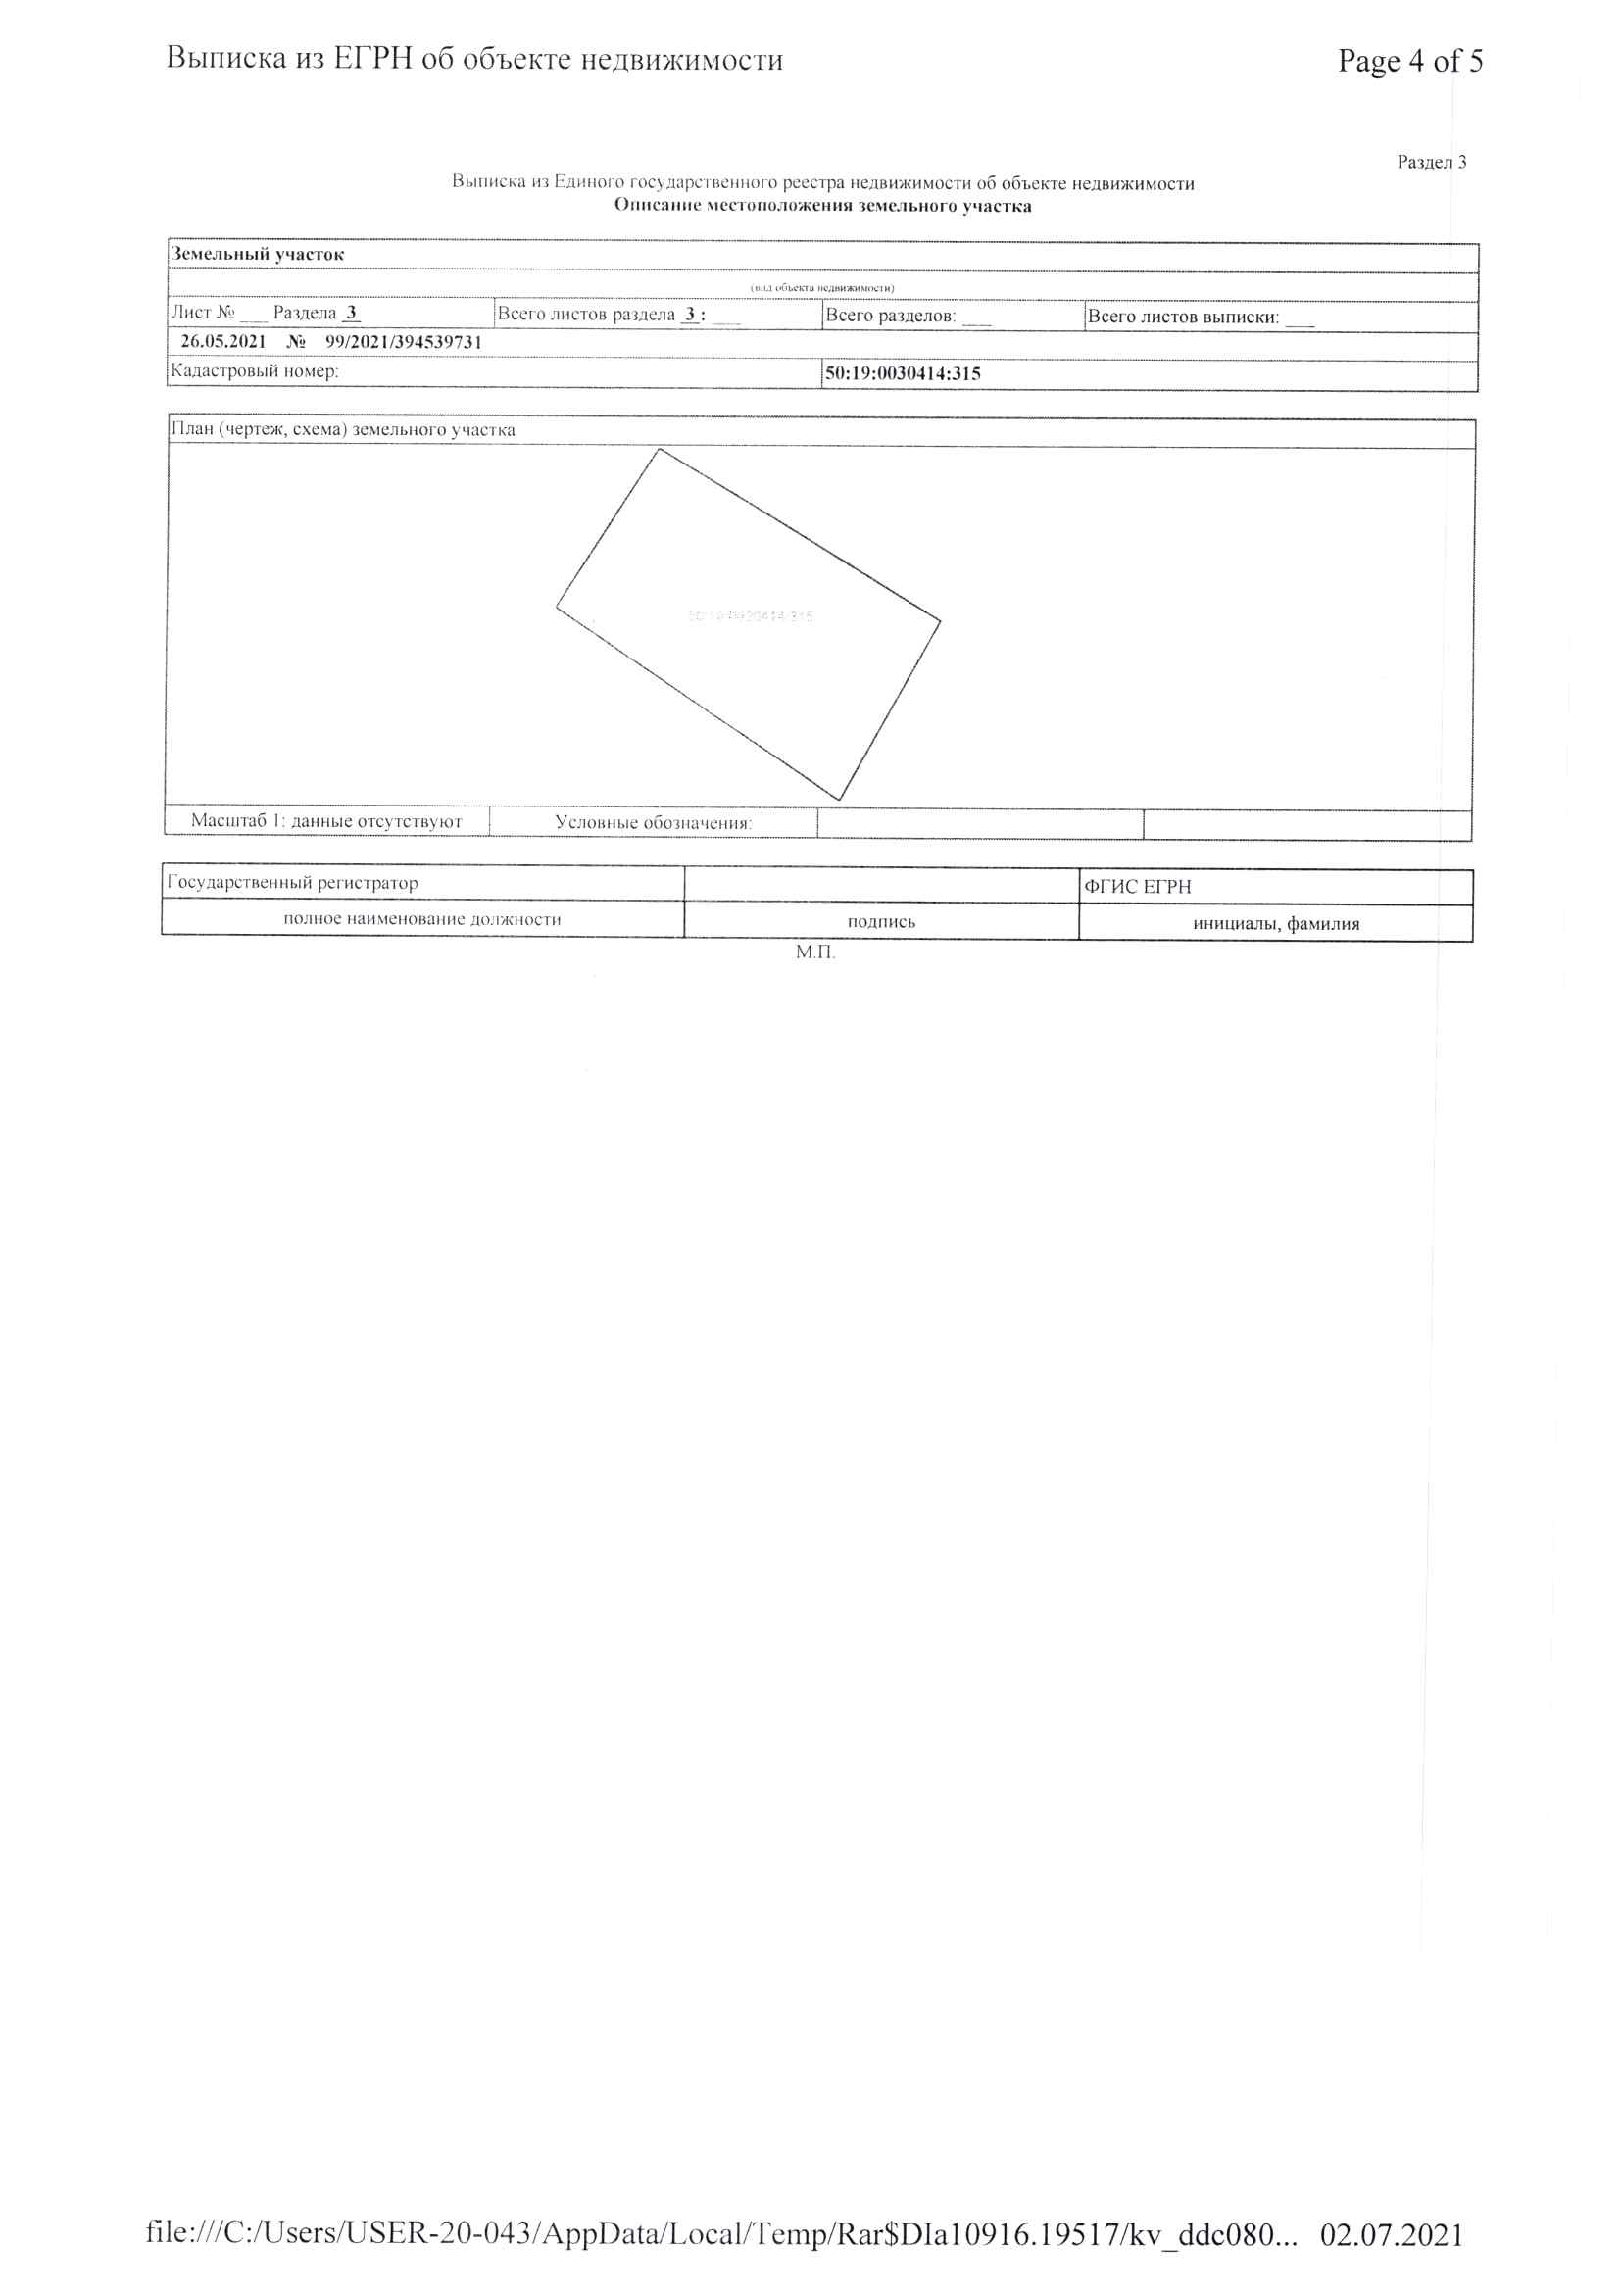 Выписка из ЕГРН об объекте недвижимости Page 4 of 5
Раздел 3
Выписка из Единого государственного реестра недвижимости об объекте недвижимости
Описание местоположения земельного участка
Земельный участок
(вид объекта недвижимости)
Лист № ___ Раздела 3 Всего листов раздела 3 : ___ Всего разделов: ___ Всего листов выписки: ___
26.05.2021 № 99/2021/394539731
Кадастровый номер: 50:19:0030414:315
План (чертеж, схема) земельного участка
Масштаб 1: данные отсутствуют Условные обозначения:
Государственный регистратор ФГИС ЕГРН
полное наименование должности подпись инициалы, фамилия
М.П.
file:///C:/Users/USER-20-043/AppData/Local/Temp/Rar$DIa10916.19517/kv_ddc080... 02.07.2021